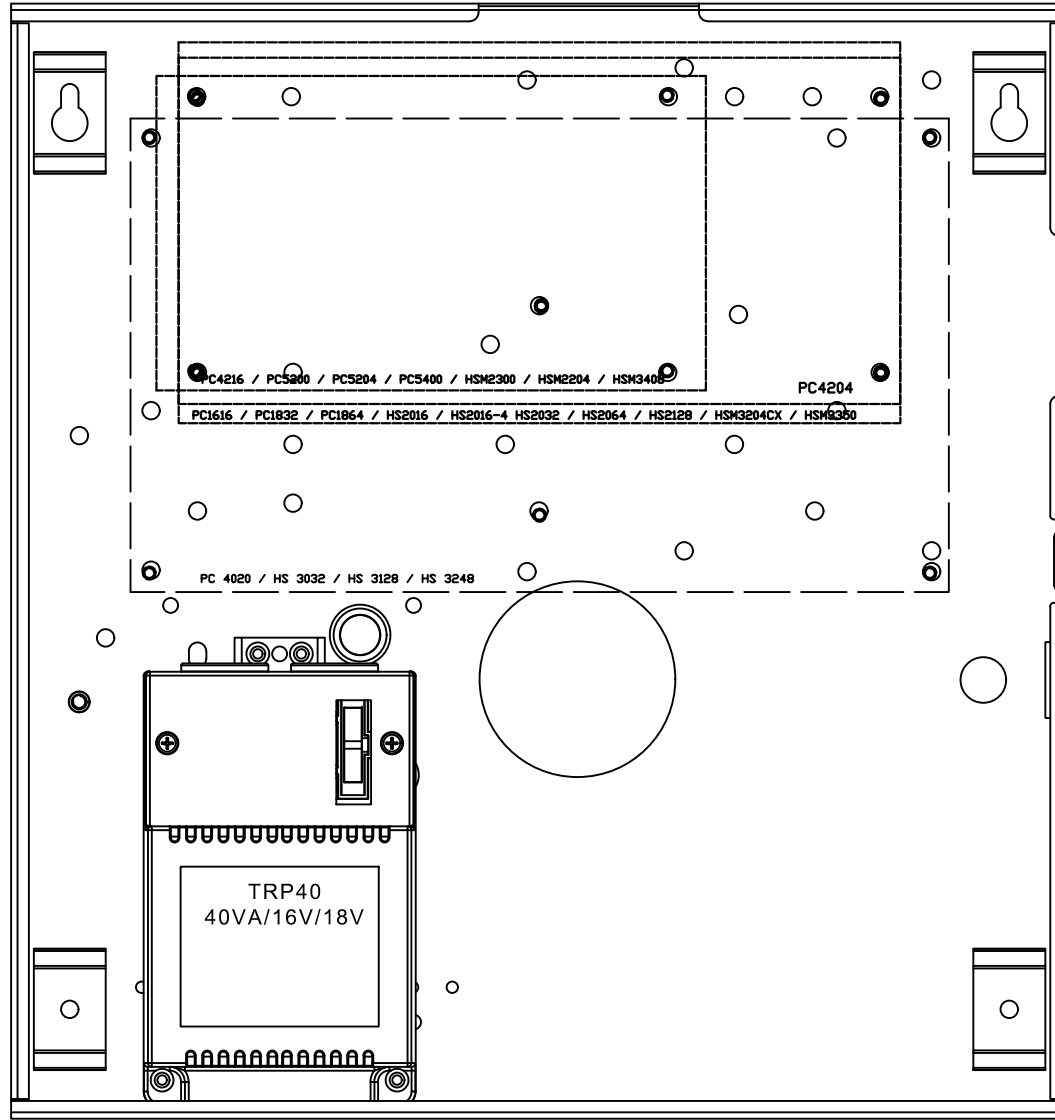 PC4216 / PC5200 / PC5204 / PC5400 / HSM2300 / HSM2204 / HSM3408
PC4204
PC1616 / PC1832 / PC1864 / HS2016 / HS2016-4 HS2032 / HS2064 / HS2128 / HSM3204CX / HSM3350
PC 4020 / HS 3032 / HS 3128 / HS 3248
TRP40
40VA/16V/18V